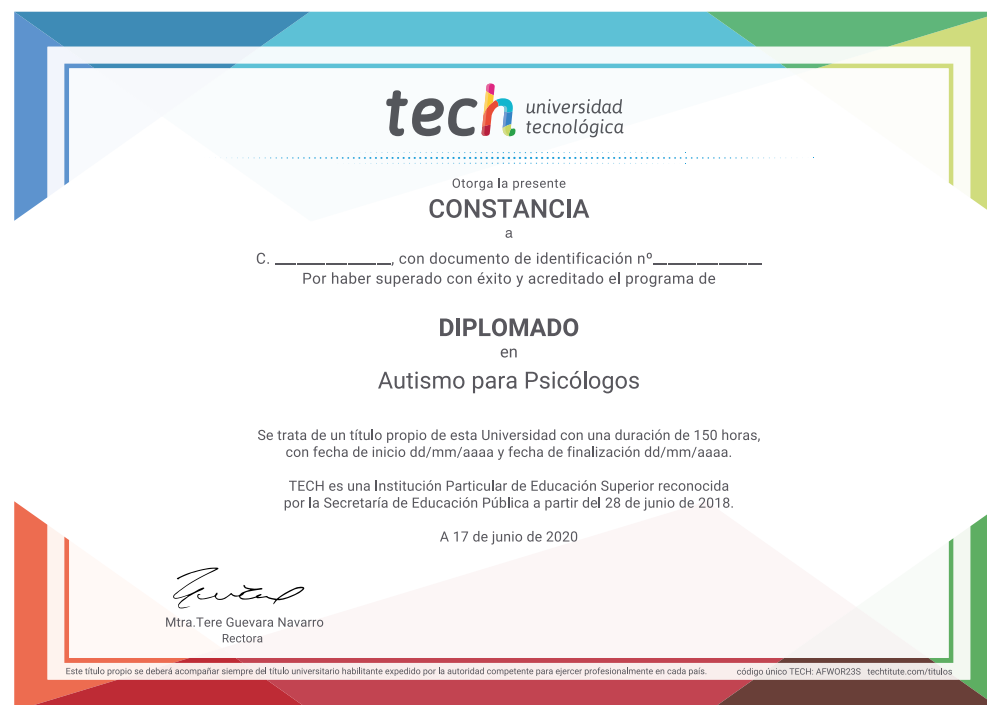 tech universidad
tecnológica
Otorga la presente
CONSTANCIA
a
C. ______________, con documento de identificación nº_____________
Por haber superado con éxito y acreditado el programa de
DIPLOMADO
en
Autismo para Psicólogos
Se trata de un título propio de esta Universidad con una duración de 150 horas,
con fecha de inicio dd/mm/aaaa y fecha de finalización dd/mm/aaaa.
TECH es una Institución Particular de Educación Superior reconocida
por la Secretaría de Educación Pública a partir del 28 de junio de 2018.
A 17 de junio de 2020
Mtra.Tere Guevara Navarro
Rectora
Este título propio se deberá acompañar siempre del título universitario habilitante expedido por la autoridad competente para ejercer profesionalmente en cada país. código único TECH: AFWOR23S techtitute.com/titulos